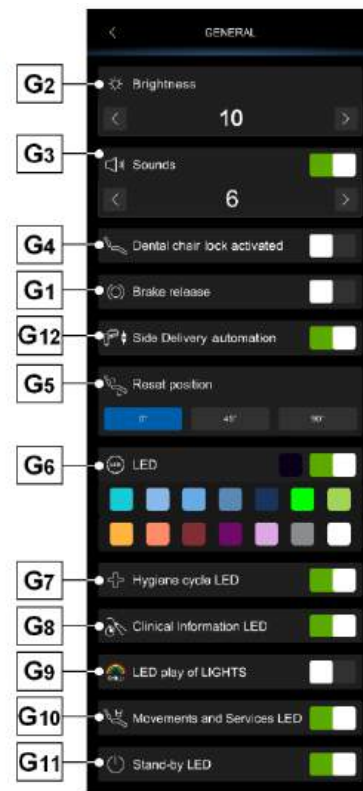 GENERAL
G2 Brightness
10
G3 Sounds
6
G4 Dental chair lock activated
G1 Brake release
G12 Side Delivery automation
G5 Reset position
0° 45° 90°
G6 LED
G7 Hygiene cycle LED
G8 Clinical Information LED
G9 LED play of LIGHTS
G10 Movements and Services LED
G11 Stand-by LED